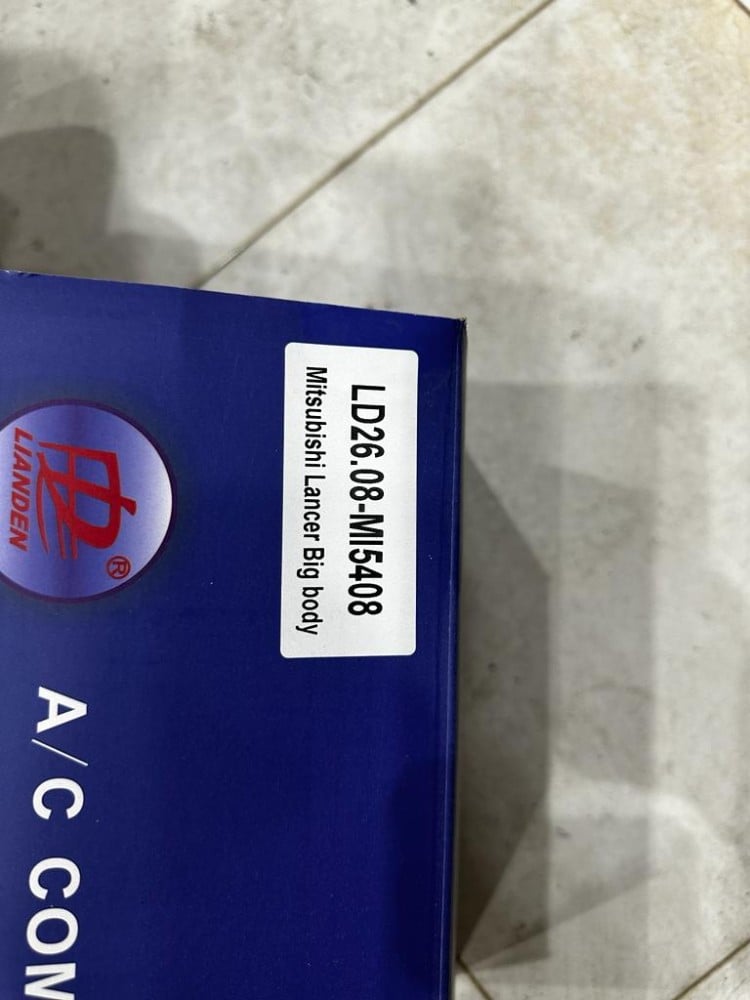 LD26.08-MI5408
Mitsubishi Lancer Big body
LIANDEN
®
A/C COM